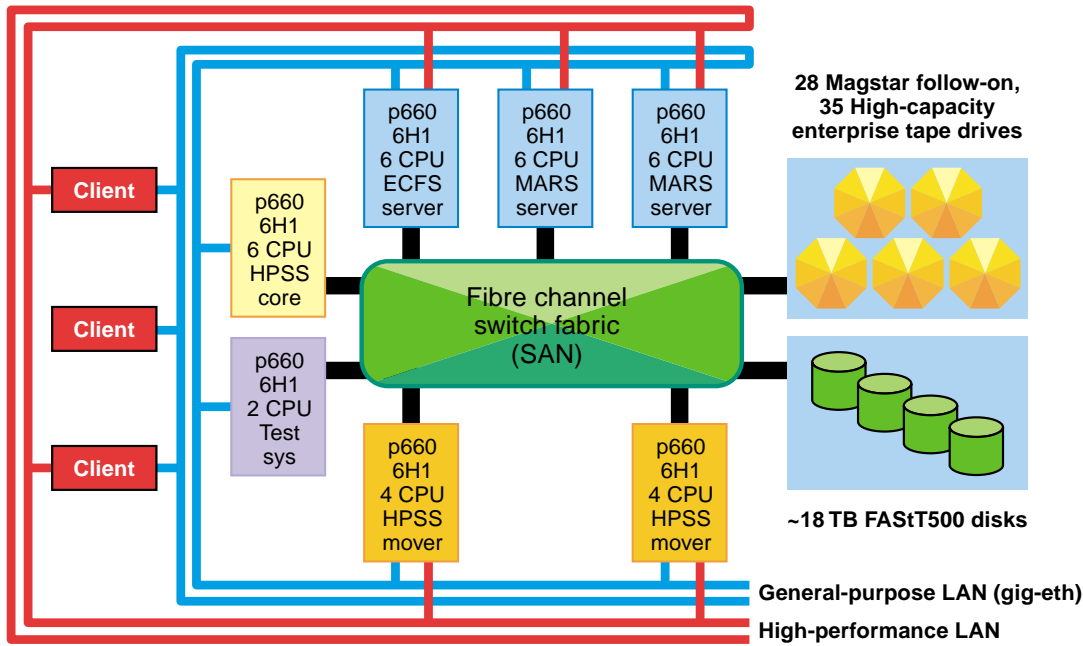 28 Magstar follow-on,
35 High-capacity
enterprise tape drives
p660
6H1
6 CPU
ECFS
server
p660
6H1
6 CPU
MARS
server
p660
6H1
6 CPU
MARS
server
Client
p660
6H1
6 CPU
HPSS
core
Fibre channel
switch fabric
(SAN)
Client
p660
6H1
2 CPU
Test
sys
Client
p660
6H1
4 CPU
HPSS
mover
p660
6H1
4 CPU
HPSS
mover
~18 TB FAStT500 disks
General-purpose LAN (gig-eth)
High-performance LAN